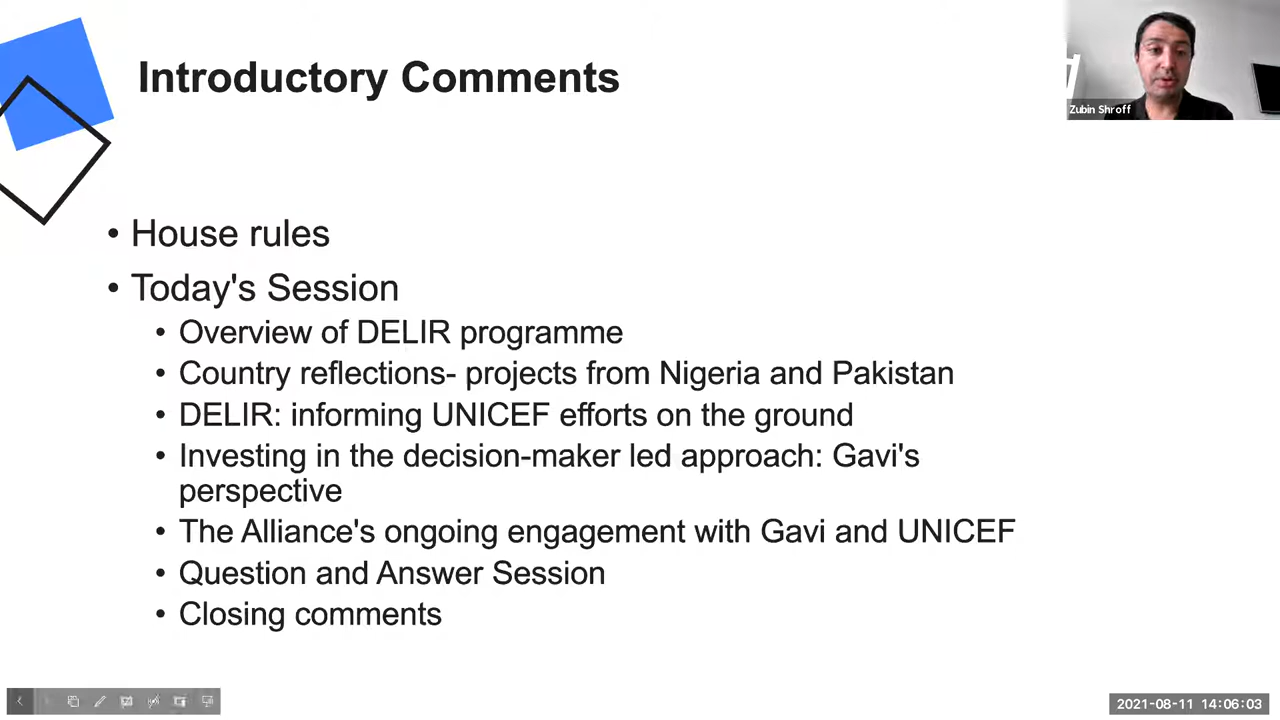 Introductory Comments
Zubin Shroff
• House rules
• Today's Session
• Overview of DELIR programme
• Country reflections- projects from Nigeria and Pakistan
• DELIR: informing UNICEF efforts on the ground
• Investing in the decision-maker led approach: Gavi's
perspective
• The Alliance's ongoing engagement with Gavi and UNICEF
• Question and Answer Session
• Closing comments
2021-08-11 14:06:03